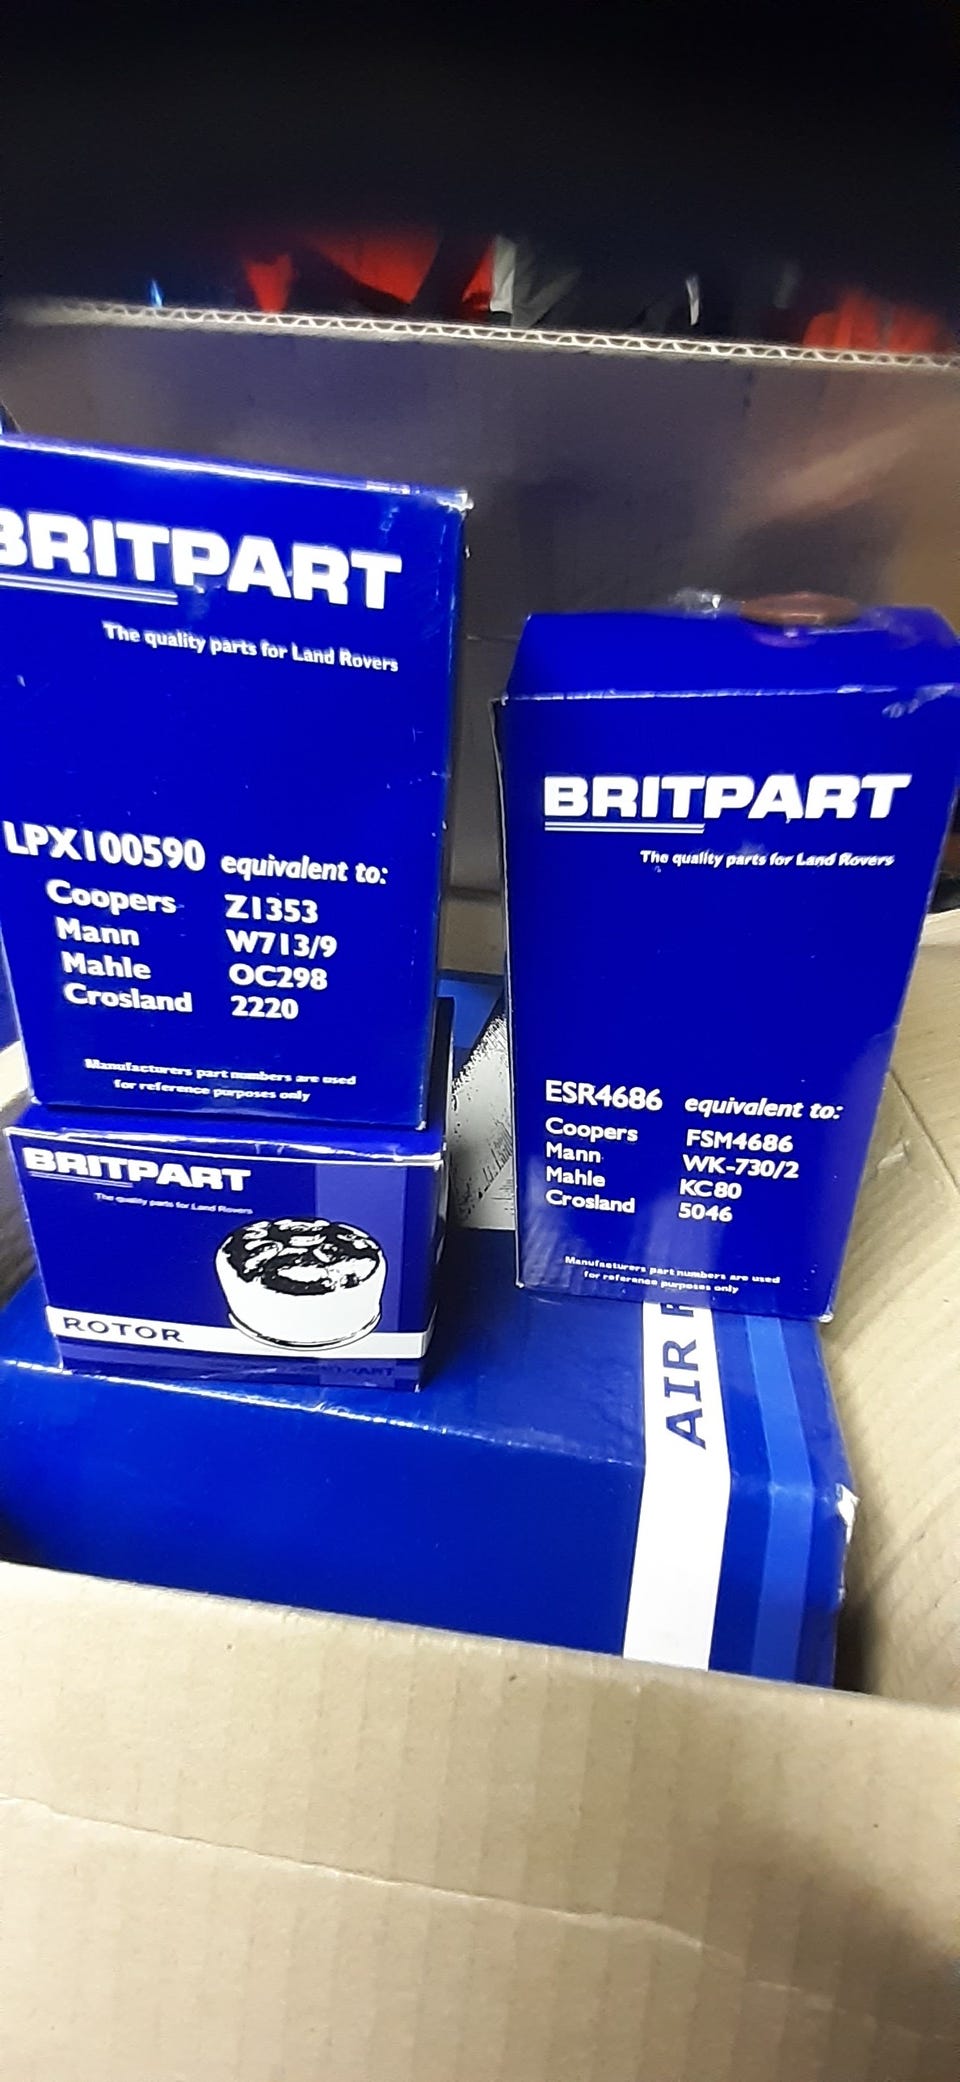 BRITPART
The quality parts for Land Rovers
LPX100590 equivalent to:
Coopers Z1353
Mann W713/9
Mahle OC298
Crosland 2220
Manufacturers part numbers are used
for reference purposes only
BRITPART
The quality parts for Land Rovers
ROTOR
BRITPART
The quality parts for Land Rovers
ESR4686 equivalent to:
Coopers FSM4686
Mann WK-730/2
Mahle KC80
Crosland 5046
Manufacturers part numbers are used
for reference purposes only
AIR